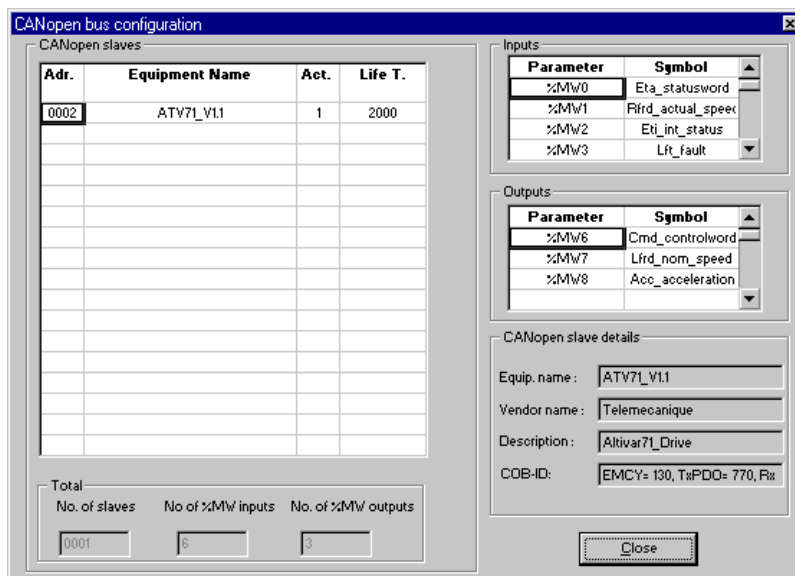 CANopen bus configuration
CANopen slaves
Adr. Equipment Name Act. Life T.
0002 ATV71_V1.1 1 2000
Total
No. of slaves No of %MW inputs No. of %MW outputs
0001 6 3
Inputs
Parameter Symbol
%MW0 Eta_statusword
%MW1 Rfrd_actual_speec
%MW2 Eti_int_status
%MW3 Lft_fault
Outputs
Parameter Symbol
%MW6 Cmd_controlword
%MW7 Lfrd_nom_speed
%MW8 Acc_acceleration
CANopen slave details
Equip. name : ATV71_V1.1
Vendor name : Telemecanique
Description : Altivar71_Drive
COB-ID: EMCY= 130, TxPDO= 770, Rx
Close